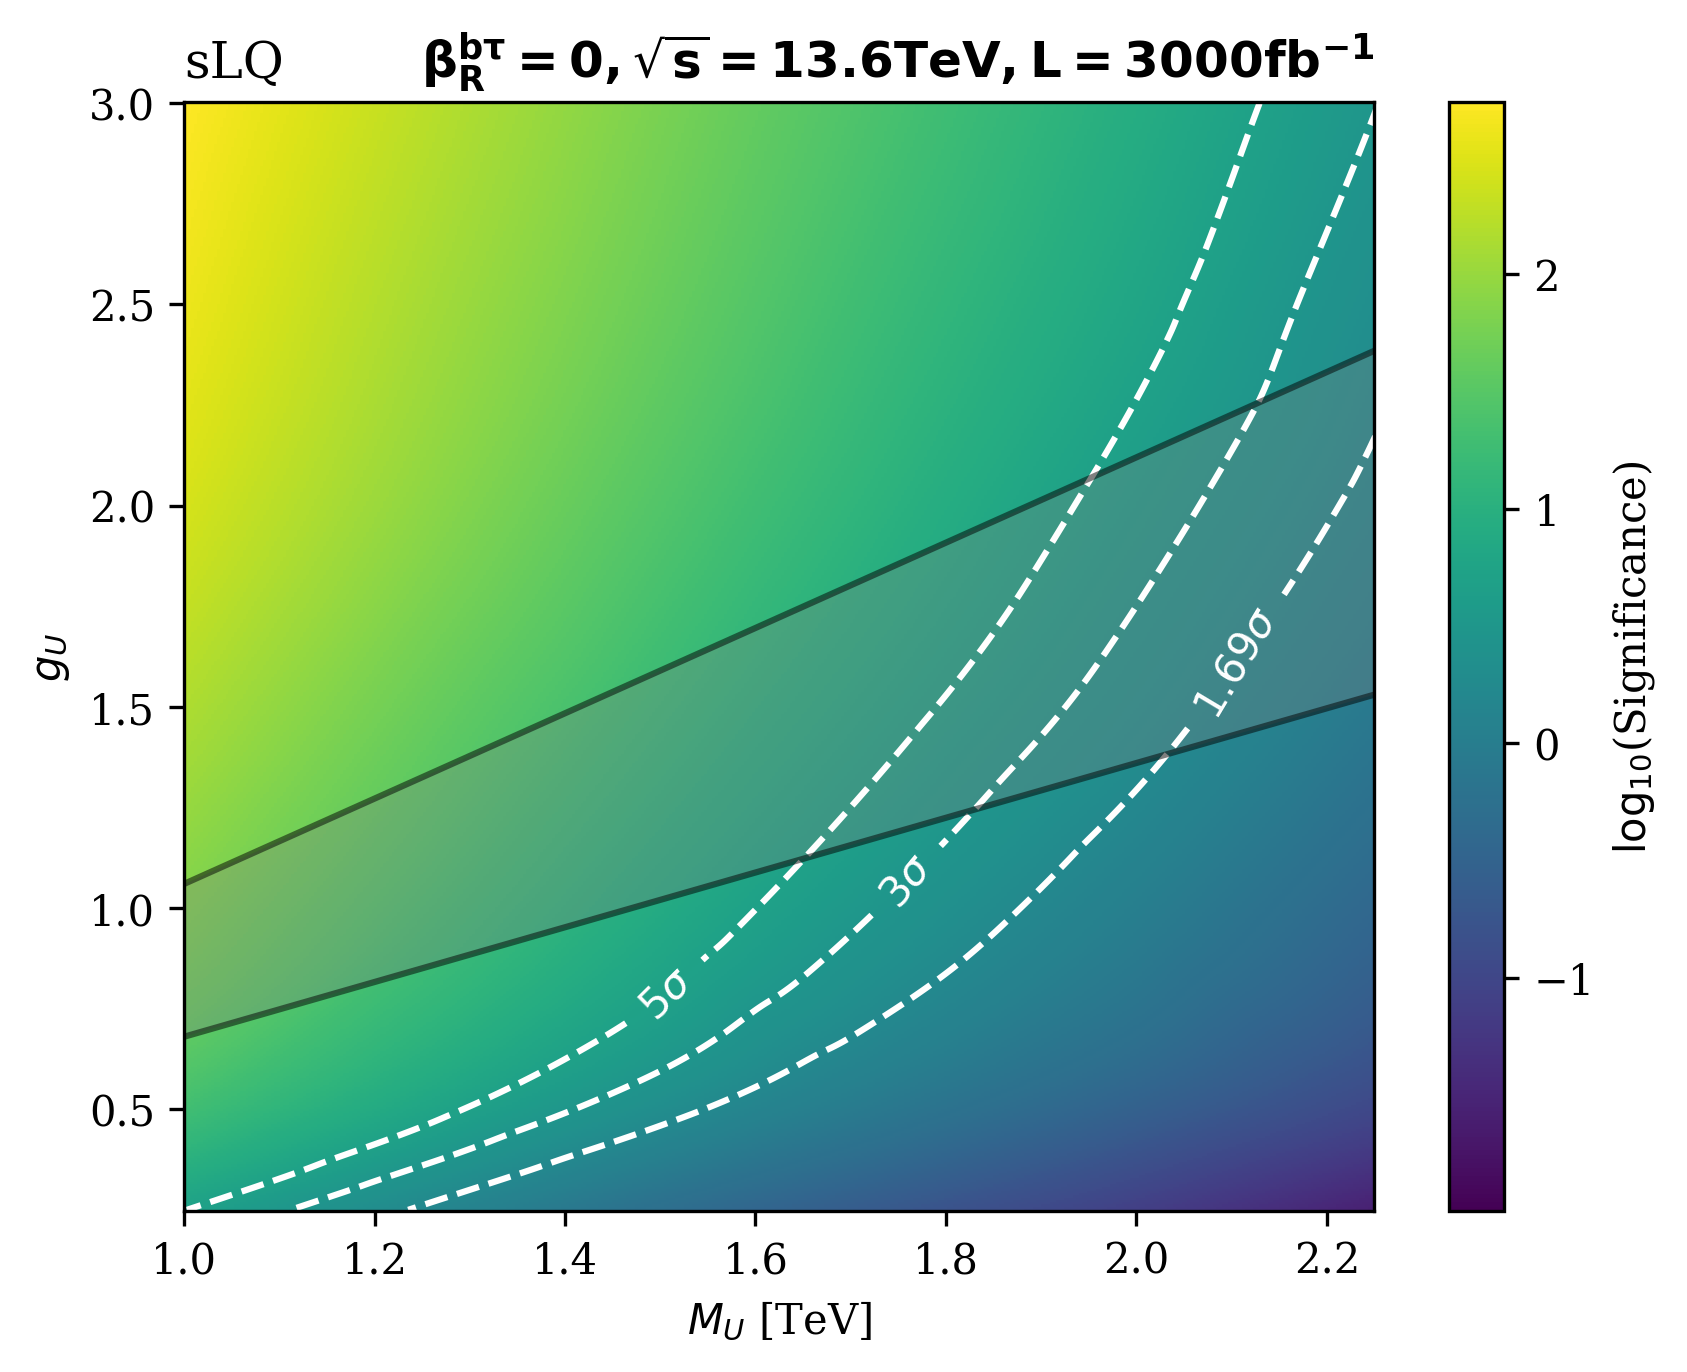 sLQ
β_R^{bτ} = 0, √s = 13.6TeV, L = 3000fb⁻¹
3.0
2.5
2.0
1.5
1.0
0.5
g_U
5σ
3σ
1.69σ
1.0 1.2 1.4 1.6 1.8 2.0 2.2
M_U [TeV]
2
1
0
−1
log₁₀(Significance)